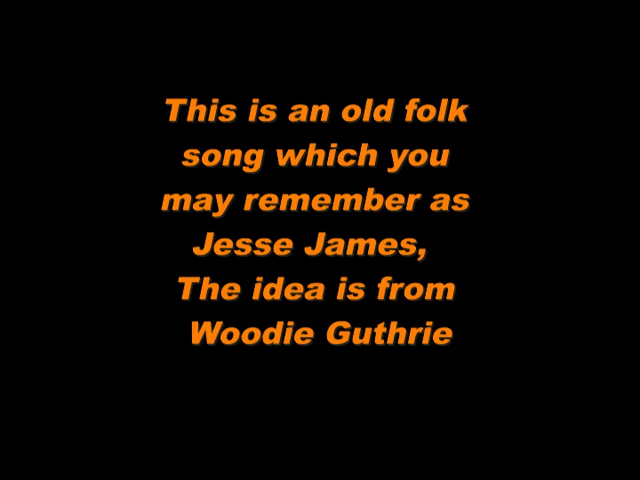 This is an old folk
song which you
may remember as
Jesse James,
The idea is from
Woodie Guthrie